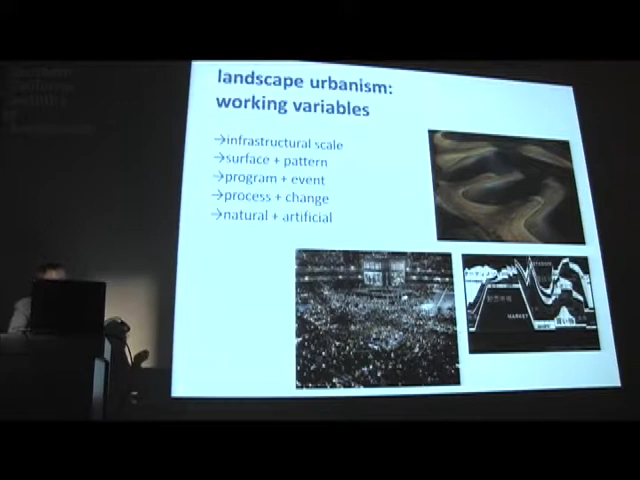 landscape urbanism:
working variables
→infrastructural scale
→surface + pattern
→program + event
→process + change
→natural + artificial
MARKET